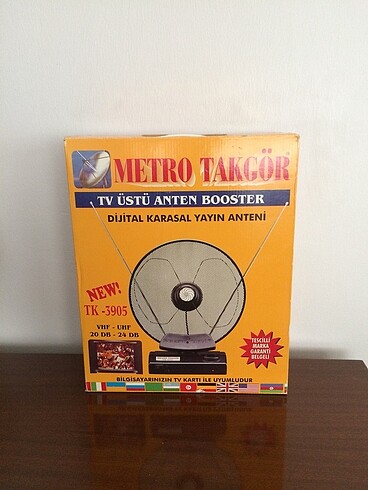 METRO TAKGÖR
TV ÜSTÜ ANTEN BOOSTER
DİJİTAL KARASAL YAYIN ANTENİ
NEW!
TK -3905
VHF - UHF
20 DB - 24 DB
TESCİLLİ
MARKA
GARANTİ
BELGELİ
BİLGİSAYARINIZIN TV KARTI İLE UYUMLUDUR